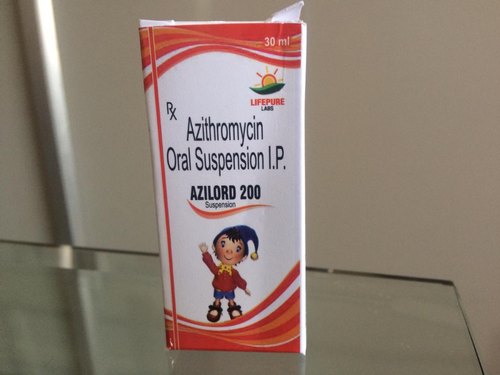 30 ml
LIFEPURE
LABS
Rx
Azithromycin
Oral Suspension I.P.
AZILORD 200
Suspension